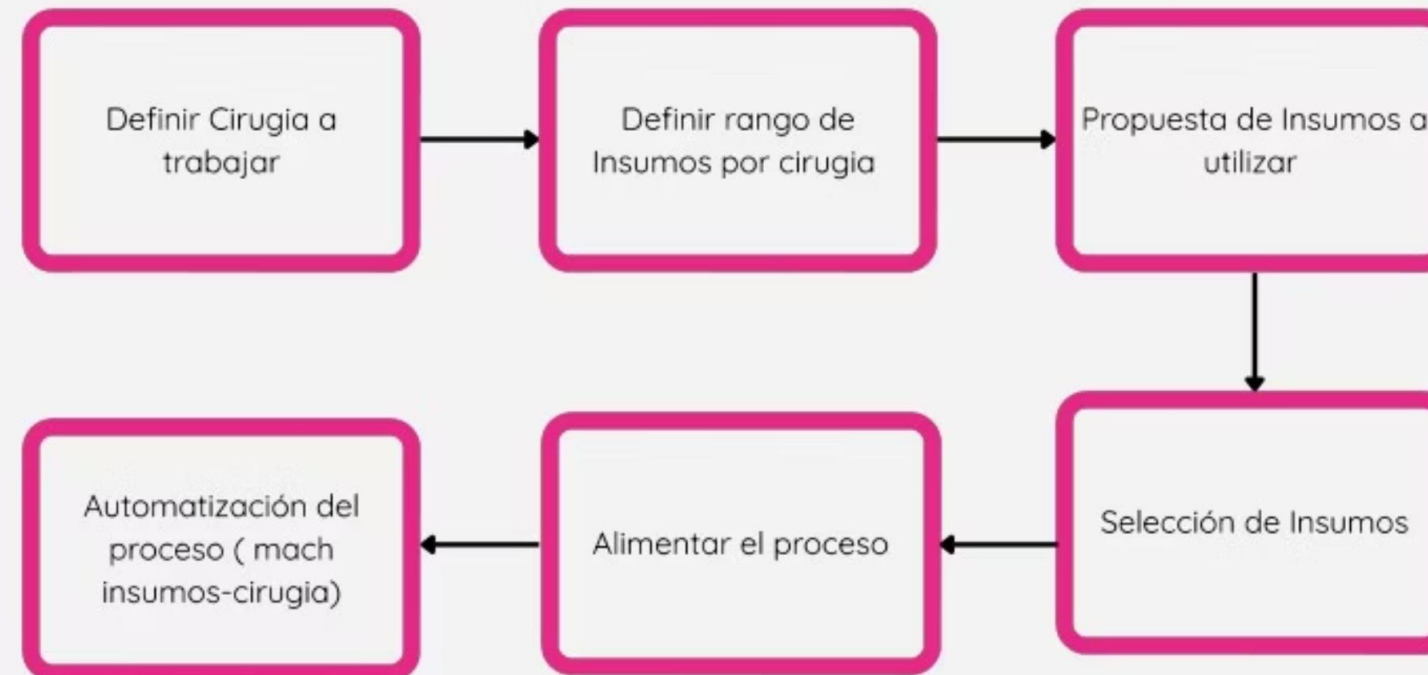 Definir Cirugia a
trabajar
Definir rango de
Insumos por cirugia
Propuesta de Insumos a
utilizar
Selección de Insumos
Alimentar el proceso
Automatización del
proceso ( mach
insumos-cirugia)